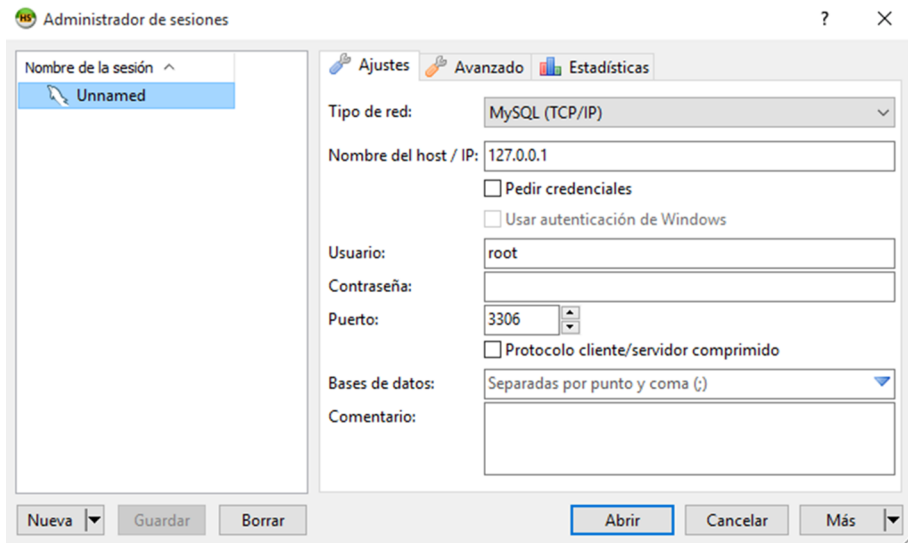 HS Administrador de sesiones ?
Nombre de la sesión
Unnamed
Ajustes Avanzado Estadísticas
Tipo de red: MySQL (TCP/IP)
Nombre del host / IP: 127.0.0.1
Pedir credenciales
Usar autenticación de Windows
Usuario: root
Contraseña:
Puerto: 3306
Protocolo cliente/servidor comprimido
Bases de datos: Separadas por punto y coma (;)
Comentario:
Nueva Guardar Borrar Abrir Cancelar Más